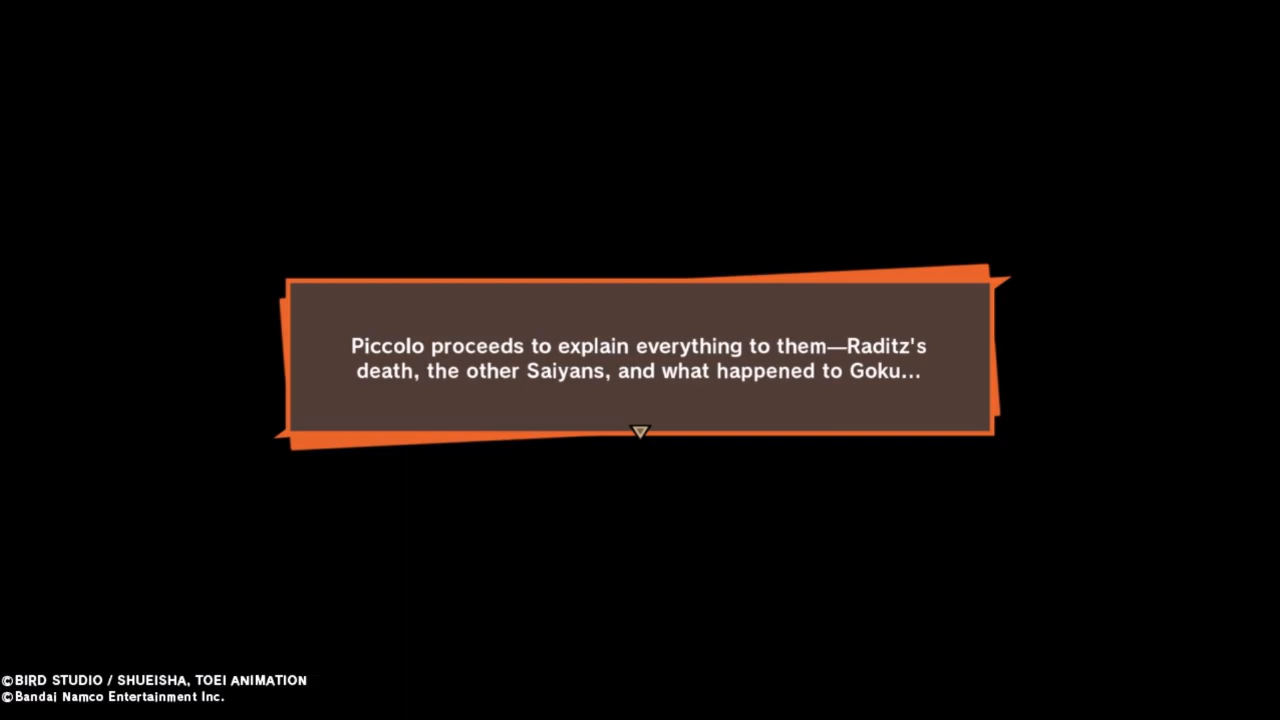 Piccolo proceeds to explain everything to them—Raditz's
death, the other Saiyans, and what happened to Goku...
©BIRD STUDIO / SHUEISHA, TOEI ANIMATION
©Bandai Namco Entertainment Inc.